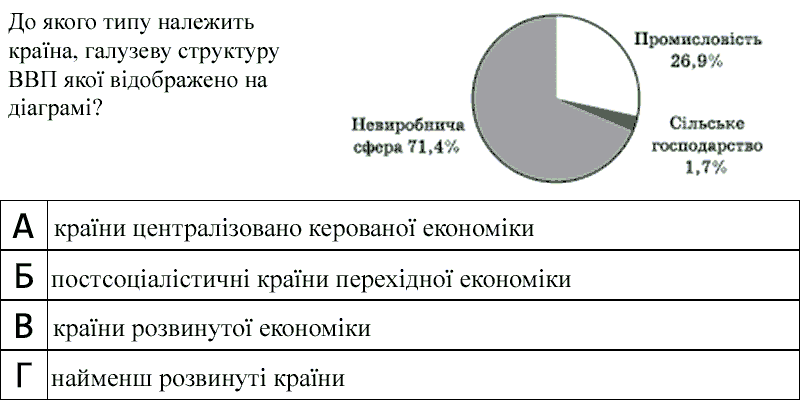 До якого типу належить
країна, галузеву структуру
ВВП якої відображено на
діаграмі?
Промисловість
26,9%
Невиробнича
сфера 71,4%
Сільське
господарство
1,7%
А країни централізовано керованої економіки
Б постсоціалістичні країни перехідної економіки
В країни розвинутої економіки
Г найменш розвинуті країни